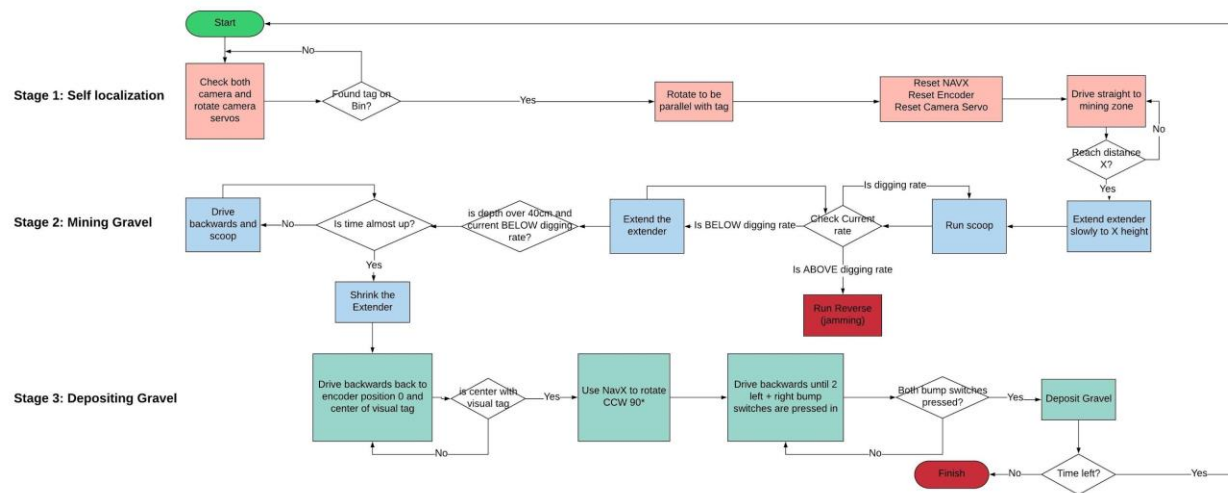 Start
No
Stage 1: Self localization
Check both
camera and
rotate camera
servos
Found tag on
Bin?
Yes
Rotate to be
parallel with tag
Reset NAVX
Reset Encoder
Reset Camera Servo
Drive straight to
mining zone
No
Reach distance
X?
Yes
Stage 2: Mining Gravel
Drive
backwards and
scoop
No
Is time almost up?
is depth over 40cm and
current BELOW digging
rate?
Extend the
extender
Is BELOW digging rate
Check Current
rate
Is digging rate
Run scoop
Extend extender
slowly to X height
Yes
Is ABOVE digging rate
Shrink the
Extender
Run Reverse
(jamming)
Stage 3: Depositing Gravel
Drive backwards back to
encoder position 0 and
center of visual tag
is center with
visual tag
Yes
No
Use NavX to rotate
CCW 90*
Drive backwards until 2
left + right bump
switches are pressed in
Both bump switches
pressed?
Yes
No
Deposit Gravel
Finish
No
Time left?
Yes